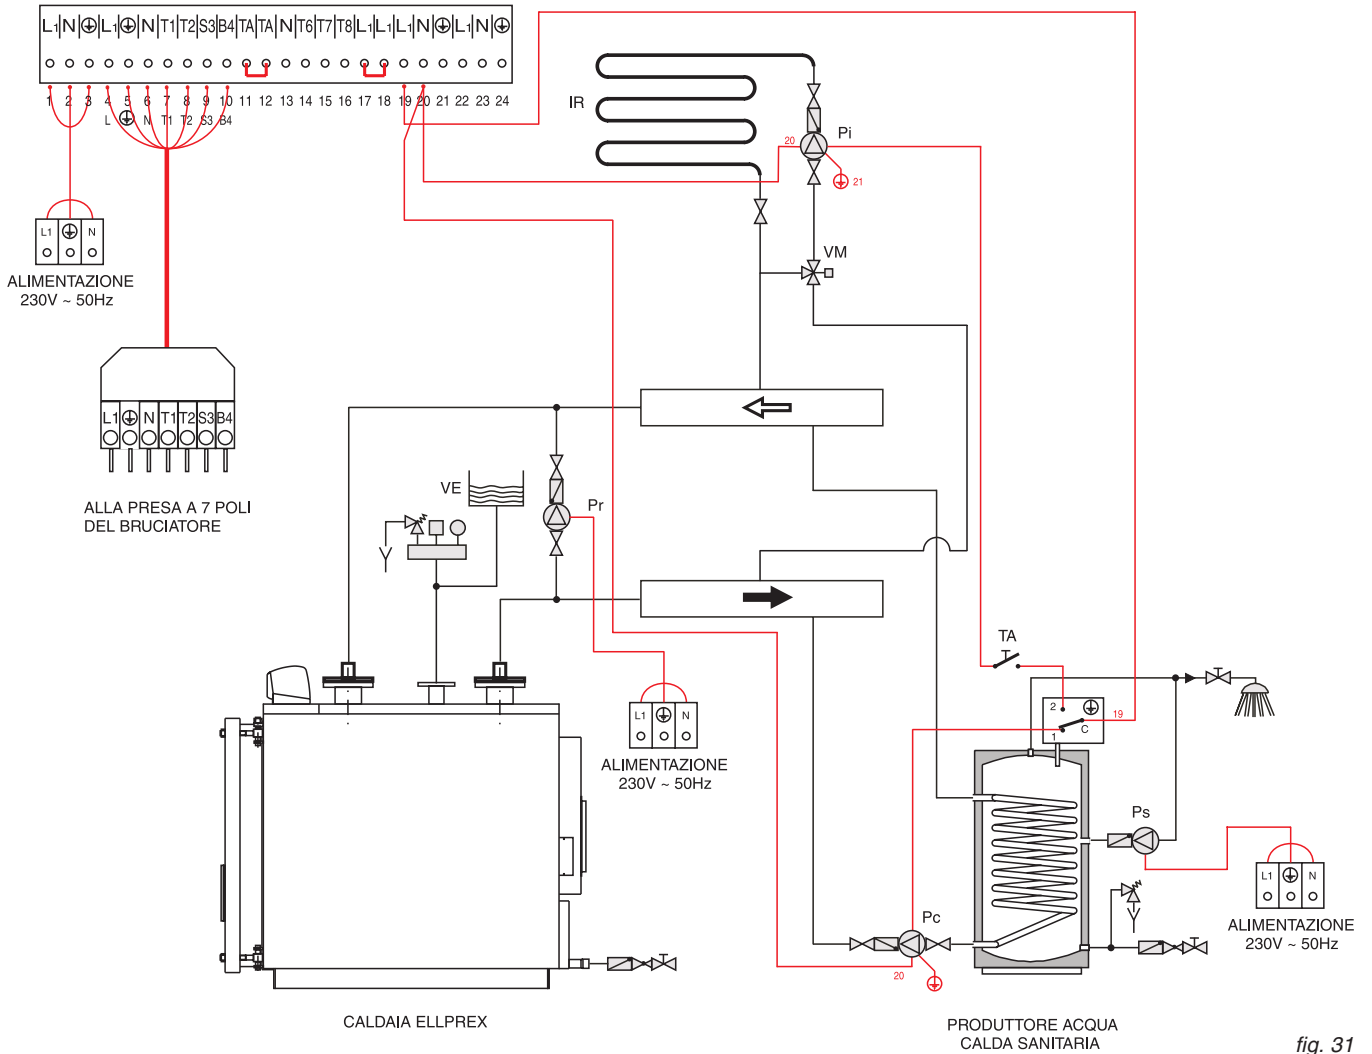 L1 N L1 N T1 T2 S3 B4 TA TA N T6 T7 T8 L1 L1 L1 N L1 N
1 2 3 4 5 6 7 8 9 10 11 12 13 14 15 16 17 18 19 20 21 22 23 24
L N T1 T2 S3 B4
L1 N
ALIMENTAZIONE
230V ~ 50Hz
L1 N T1 T2 S3 B4
ALLA PRESA A 7 POLI
DEL BRUCIATORE
IR
20
Pi
21
VM
VE
Pr
L1 N
ALIMENTAZIONE
230V ~ 50Hz
TA
2
1
C
19
Ps
L1 N
ALIMENTAZIONE
230V ~ 50Hz
Pc
20
CALDAIA ELLPREX
PRODUTTORE ACQUA
CALDA SANITARIA
fig. 31